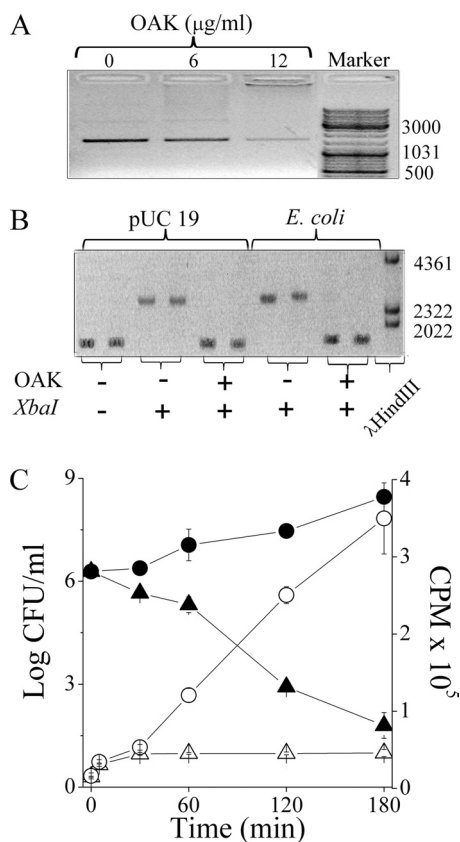 A
OAK (μg/ml)
0 6 12 Marker
3000
1031
500
B
pUC 19 E. coli
4361
2322
2022
OAK - - + - +
XbaI - + + + +
λHindIII
C
Log CFU/ml
9
6
3
0
CPM x 10⁵
4
3
2
1
0
0 60 120 180
Time (min)